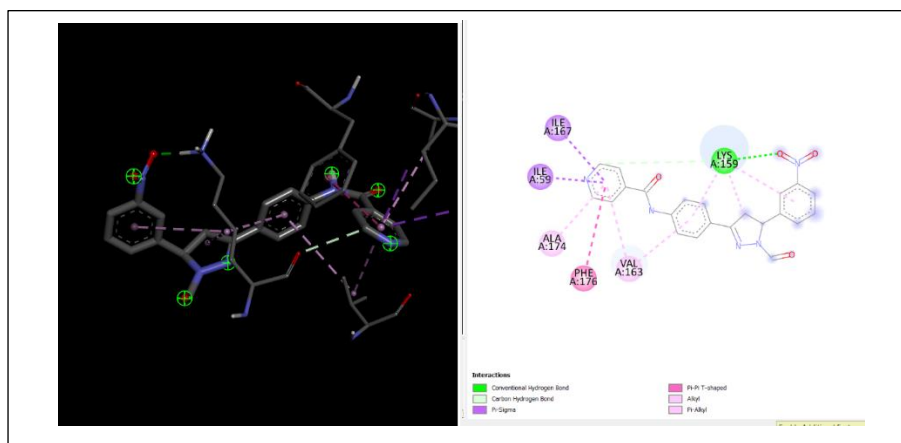 ILE
A:167
LYS
A:159
ILE
A:59
ALA
A:174
VAL
A:163
PHE
A:176
Interactions
Conventional Hydrogen Bond
Carbon Hydrogen Bond
Pi-Sigma
Pi-Pi T-shaped
Alkyl
Pi-Alkyl